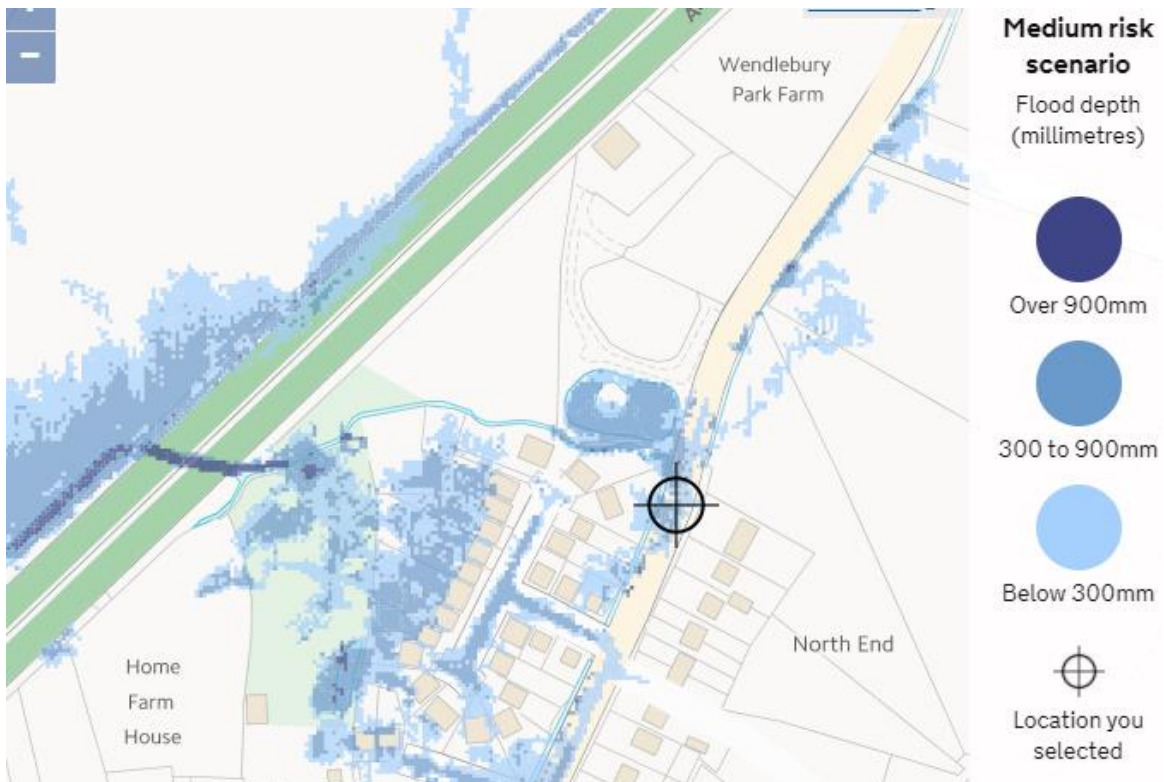 Wendlebury
Park Farm
Home
Farm
House
North End
Medium risk
scenario
Flood depth
(millimetres)
Over 900mm
300 to 900mm
Below 300mm
Location you
selected